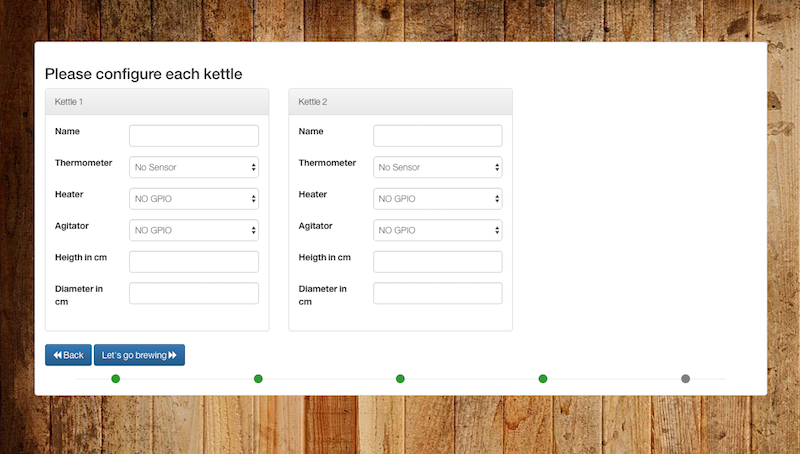 Please configure each kettle
Kettle 1
Name
Thermometer No Sensor
Heater NO GPIO
Agitator NO GPIO
Heigth in cm
Diameter in
cm
Kettle 2
Name
Thermometer No Sensor
Heater NO GPIO
Agitator NO GPIO
Heigth in cm
Diameter in
cm
Back Let's go brewing